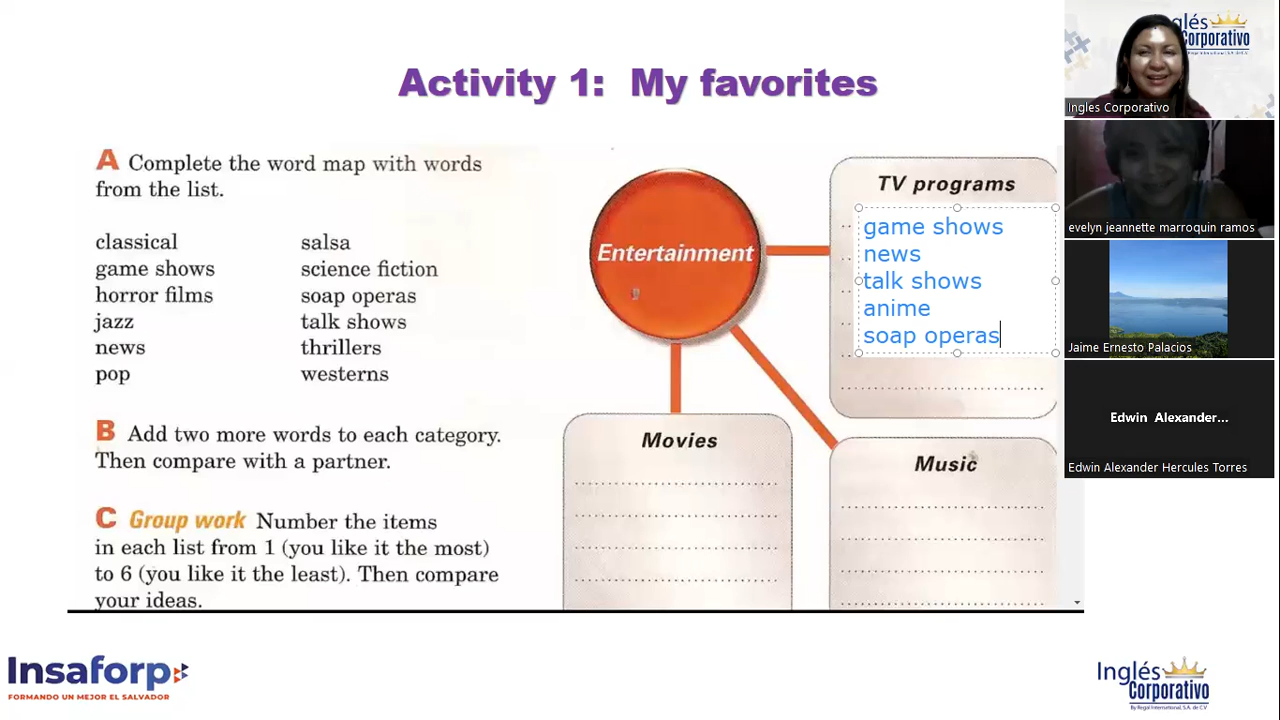 Activity 1: My favorites
A Complete the word map with words
from the list.
classical
game shows
horror films
jazz
news
pop
salsa
science fiction
soap operas
talk shows
thrillers
westerns
B Add two more words to each category.
Then compare with a partner.
C Group work Number the items
in each list from 1 (you like it the most)
to 6 (you like it the least). Then compare
your ideas.
Entertainment
TV programs
game shows
news
talk shows
anime
soap operas
Movies
Music
Inglés
Corporativo
Ingles Corporativo
evelyn jeannette marroquin ramos
Jaime Ernesto Palacios
Edwin Alexander...
Edwin Alexander Hercules Torres
Insaforp
FORMANDO UN MEJOR EL SALVADOR
Inglés
Corporativo
By Regal International, S.A. de C.V.